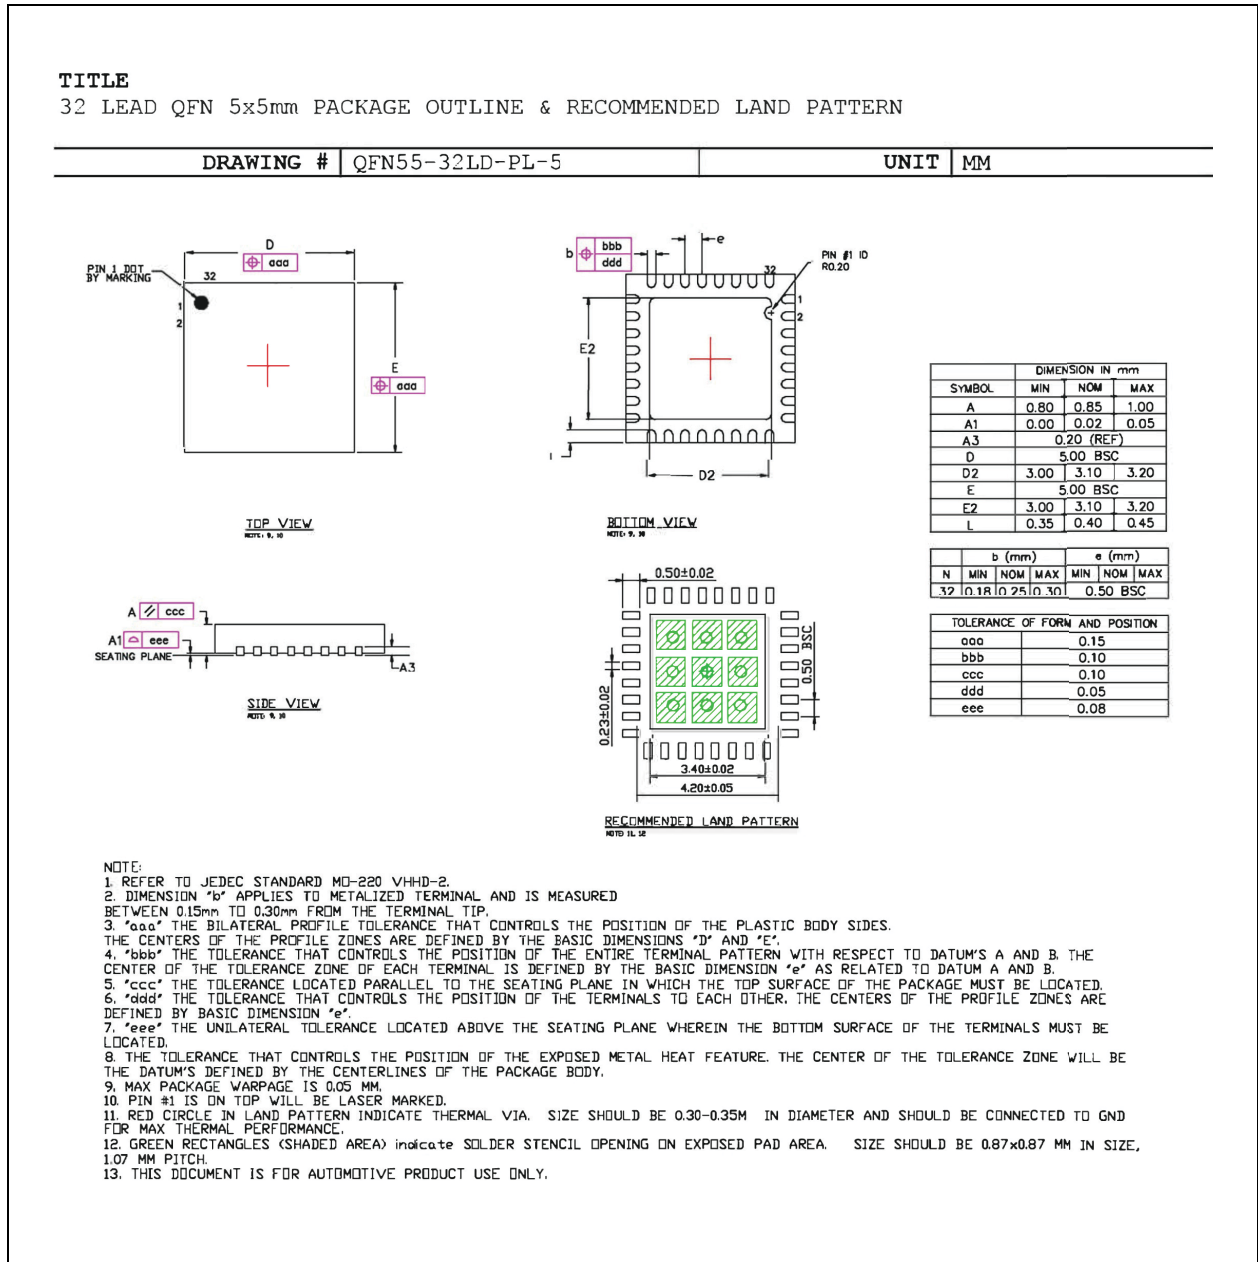 TITLE
32 LEAD QFN 5x5mm PACKAGE OUTLINE & RECOMMENDED LAND PATTERN
DRAWING # QFN55-32LD-PL-5 UNIT MM
D
aaa
PIN 1 DOT
BY MARKING
32
1
2
E
aaa
TOP VIEW
NOTE: 9, 10
b
bbb
ddd
e
32
PIN #1 ID
R0.20
1
2
E2
D2
BOTTOM VIEW
NOTE: 9, 10
A ccc
A1 eee
SEATING PLANE
A3
SIDE VIEW
NOTE: 9, 10
0.50±0.02
0.50 BSC
0.23±0.02
3.40±0.02
4.20±0.05
RECOMMENDED LAND PATTERN
NOTE: 11, 12
DIMENSION IN mm
SYMBOL MIN NOM MAX
A 0.80 0.85 1.00
A1 0.00 0.02 0.05
A3 0.20 (REF)
D 5.00 BSC
D2 3.00 3.10 3.20
E 5.00 BSC
E2 3.00 3.10 3.20
L 0.35 0.40 0.45
b (mm) e (mm)
N MIN NOM MAX MIN NOM MAX
32 0.18 0.25 0.30 0.50 BSC
TOLERANCE OF FORM AND POSITION
aaa 0.15
bbb 0.10
ccc 0.10
ddd 0.05
eee 0.08
NOTE:
1. REFER TO JEDEC STANDARD MO-220 VHHD-2.
2. DIMENSION "b" APPLIES TO METALIZED TERMINAL AND IS MEASURED
BETWEEN 0.15mm TO 0.30mm FROM THE TERMINAL TIP.
3. "aaa" THE BILATERAL PROFILE TOLERANCE THAT CONTROLS THE POSITION OF THE PLASTIC BODY SIDES.
THE CENTERS OF THE PROFILE ZONES ARE DEFINED BY THE BASIC DIMENSIONS "D" AND "E".
4. "bbb" THE TOLERANCE THAT CONTROLS THE POSITION OF THE ENTIRE TERMINAL PATTERN WITH RESPECT TO DATUM'S A AND B. THE
CENTER OF THE TOLERANCE ZONE OF EACH TERMINAL IS DEFINED BY THE BASIC DIMENSION "e" AS RELATED TO DATUM A AND B.
5. "ccc" THE TOLERANCE LOCATED PARALLEL TO THE SEATING PLANE IN WHICH THE TOP SURFACE OF THE PACKAGE MUST BE LOCATED.
6. "ddd" THE TOLERANCE THAT CONTROLS THE POSITION OF THE TERMINALS TO EACH OTHER. THE CENTERS OF THE PROFILE ZONES ARE
DEFINED BY BASIC DIMENSION "e".
7. "eee" THE UNILATERAL TOLERANCE LOCATED ABOVE THE SEATING PLANE WHEREIN THE BOTTOM SURFACE OF THE TERMINALS MUST BE
LOCATED.
8. THE TOLERANCE THAT CONTROLS THE POSITION OF THE EXPOSED METAL HEAT FEATURE. THE CENTER OF THE TOLERANCE ZONE WILL BE
THE DATUM'S DEFINED BY THE CENTERLINES OF THE PACKAGE BODY.
9. MAX PACKAGE WARPAGE IS 0.05 MM.
10. PIN #1 IS ON TOP WILL BE LASER MARKED.
11. RED CIRCLE IN LAND PATTERN INDICATE THERMAL VIA. SIZE SHOULD BE 0.30-0.35M IN DIAMETER AND SHOULD BE CONNECTED TO GND
FOR MAX THERMAL PERFORMANCE.
12. GREEN RECTANGLES (SHADED AREA) indicate SOLDER STENCIL OPENING ON EXPOSED PAD AREA. SIZE SHOULD BE 0.87x0.87 MM IN SIZE,
1.07 MM PITCH.
13. THIS DOCUMENT IS FOR AUTOMOTIVE PRODUCT USE ONLY.